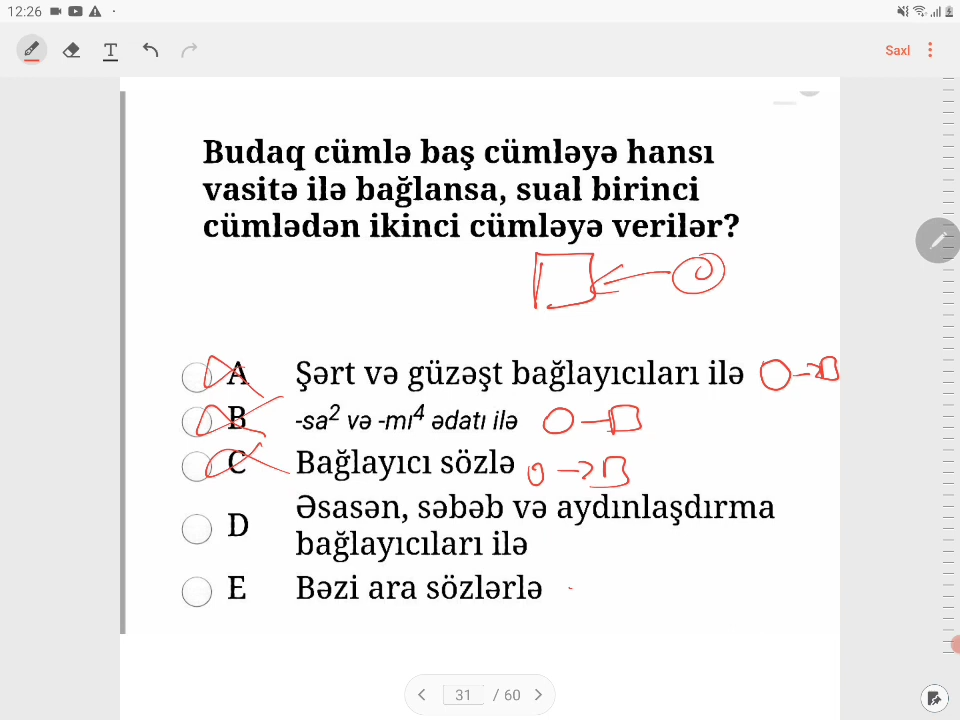 12:26
T
Saxl
Budaq cümlə baş cümləyə hansı
vasitə ilə bağlansa, sual birinci
cümlədən ikinci cümləyə verilər?
A Şərt və güzəşt bağlayıcıları ilə
B -sa² və -mı⁴ ədatı ilə
C Bağlayıcı sözlə
D Əsasən, səbəb və aydınlaşdırma
bağlayıcıları ilə
E Bəzi ara sözlərlə
31 / 60